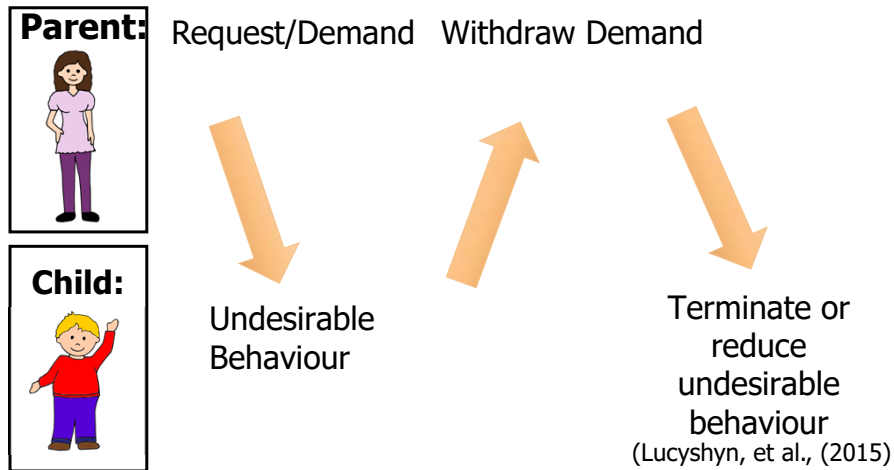 Parent:
Request/Demand
Withdraw Demand
Child:
Undesirable
Behaviour
Terminate or
reduce
undesirable
behaviour
(Lucyshyn, et al., (2015)